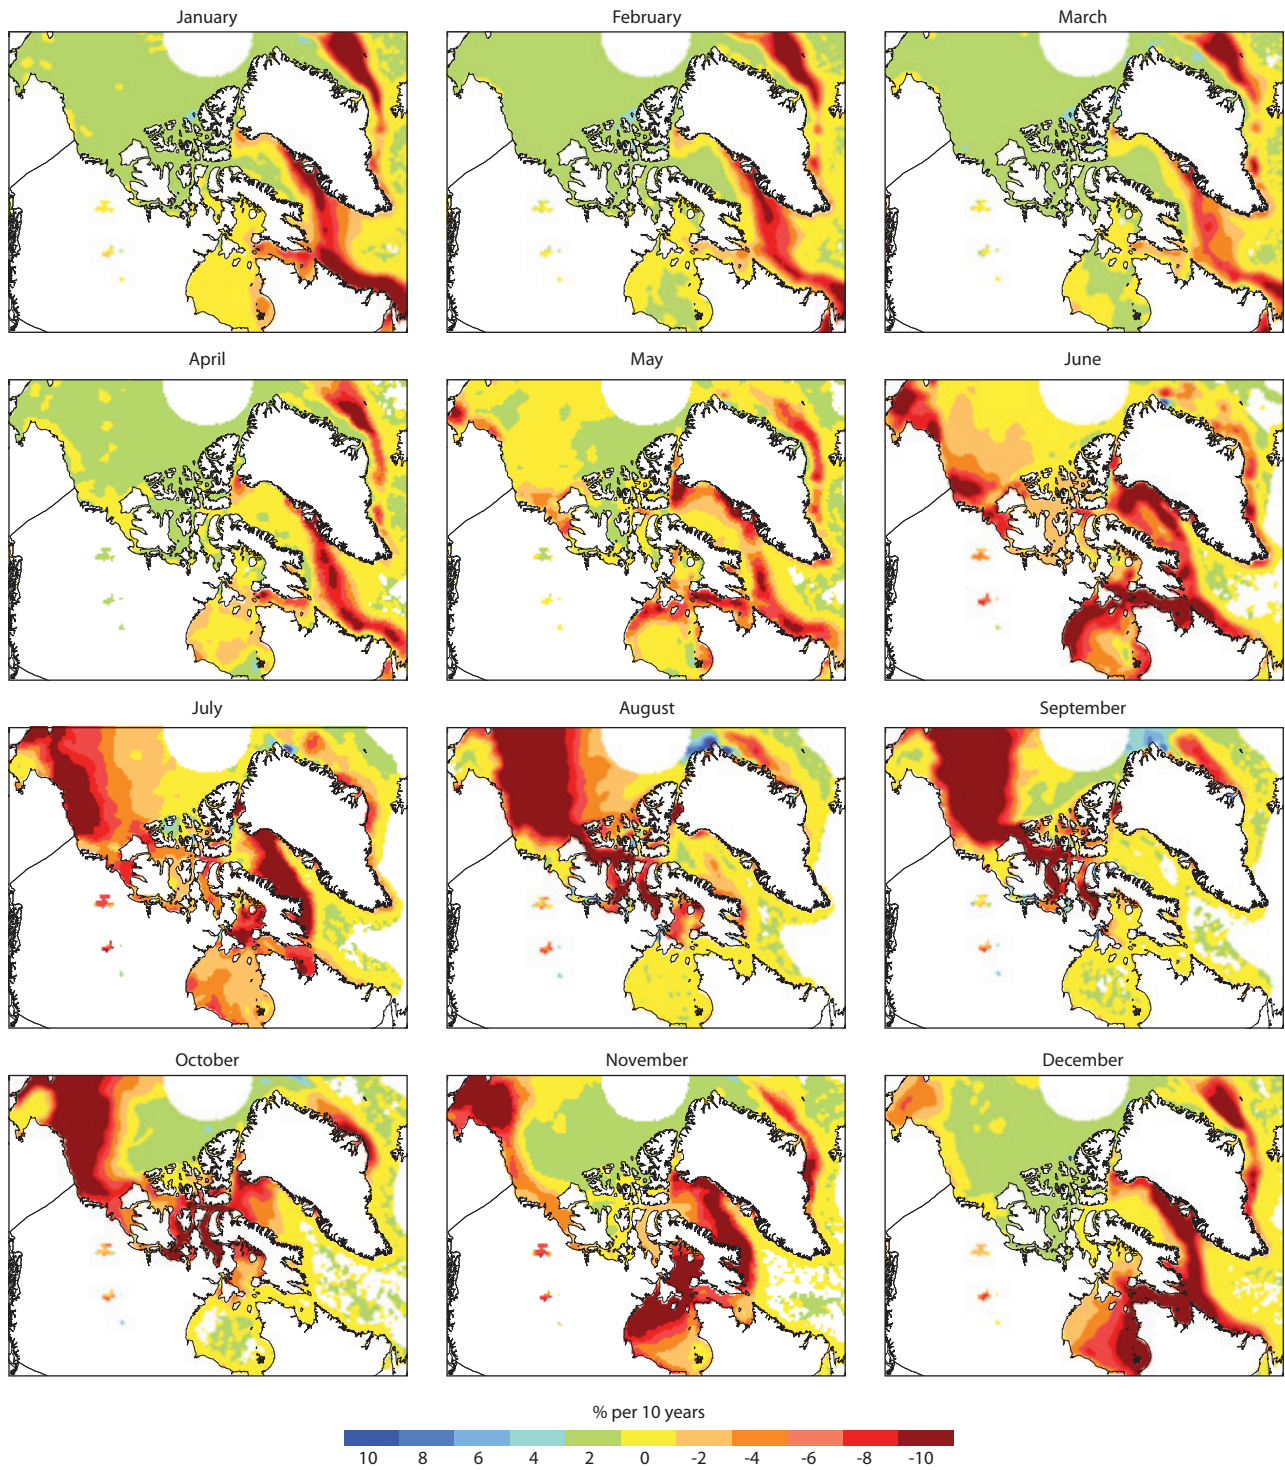 January
February
March
April
May
June
July
August
September
October
November
December
% per 10 years
10 8 6 4 2 0 -2 -4 -6 -8 -10